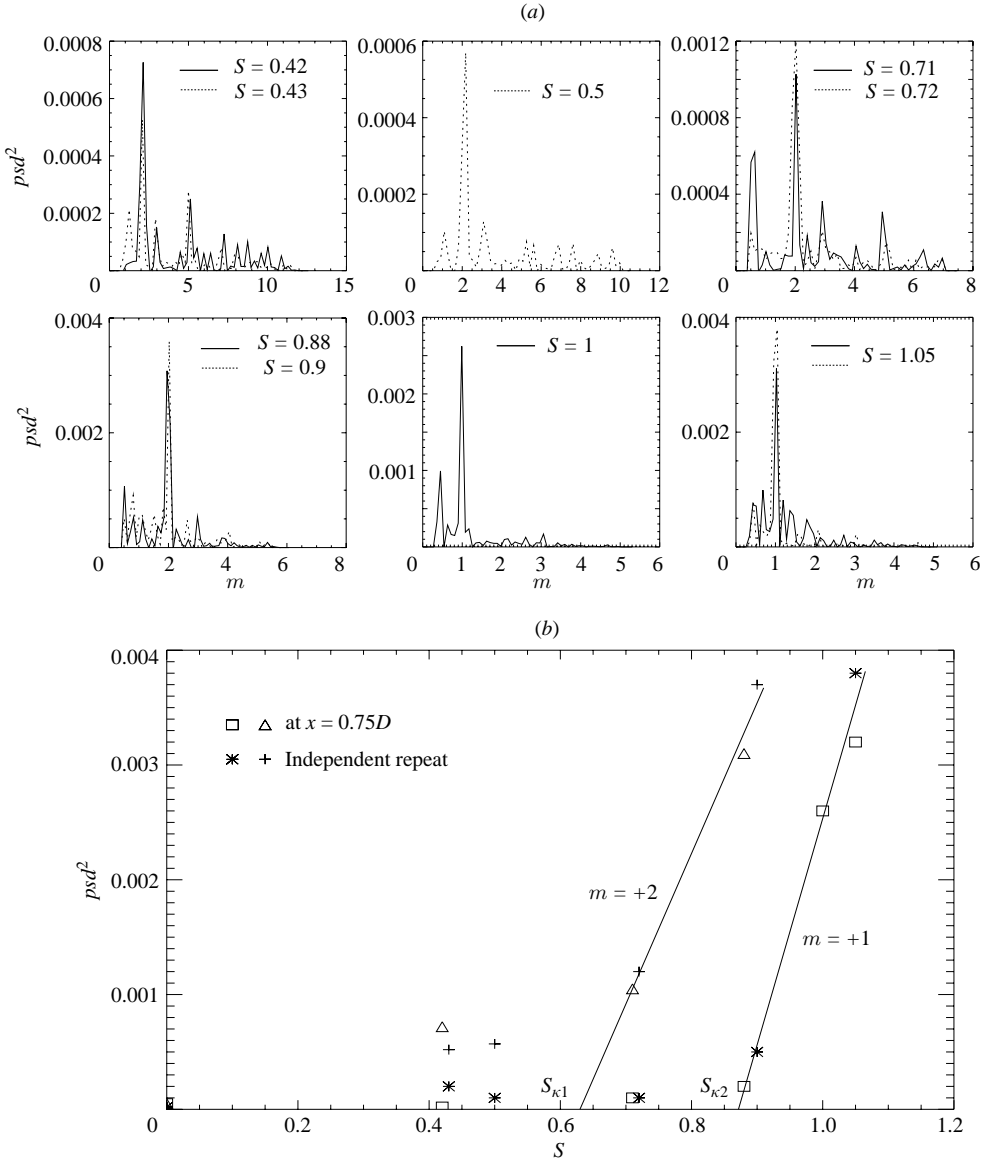 (a)
0.0008
0.0006
0.0004
0.0002
0
5
10
15
psd²
S = 0.42
S = 0.43
0.0006
0.0004
0.0002
0
2
4
6
8
10
12
S = 0.5
0.0012
0.0008
0.0004
0
2
4
6
8
S = 0.71
S = 0.72
0.004
0.002
0
2
4
6
8
psd²
m
S = 0.88
S = 0.9
0.003
0.002
0.001
0
1
2
3
4
5
6
m
S = 1
0.004
0.002
0
1
2
3
4
5
6
m
S = 1.05
(b)
0.004
0.003
0.002
0.001
0
0.2
0.4
0.6
0.8
1.0
1.2
psd²
S
at x = 0.75D
Independent repeat
m = +2
m = +1
Sκ1
Sκ2